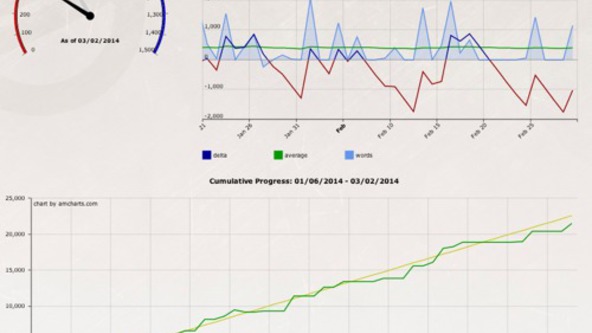 200
100
0
1,300
1,400
1,500
As of 03/02/2014
1,000
-1,000
-2,000
21
Jan 26
Jan 31
Feb
Feb 10
Feb 15
Feb 20
Feb 25
delta
average
words
Cumulative Progress: 01/06/2014 - 03/02/2014
25,000
chart by amcharts.com
20,000
15,000
10,000